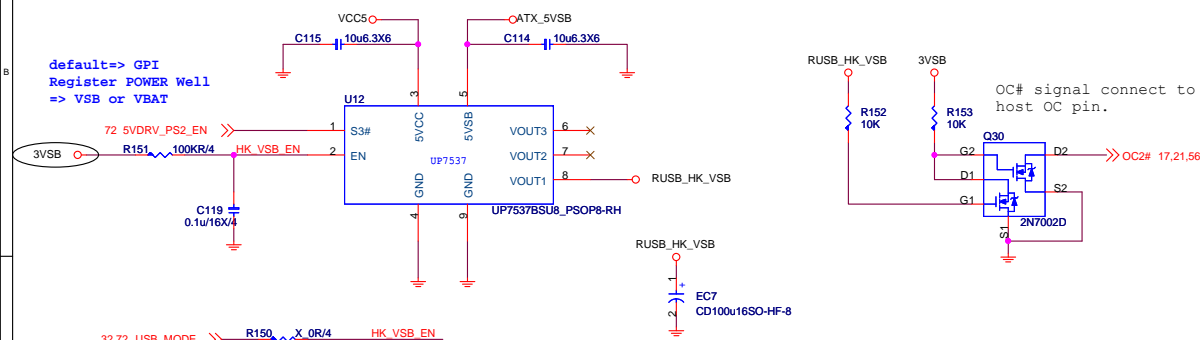 B
default=> GPI
Register POWER Well
=> VSB or VBAT
VCC5
ATX_5VSB
C115 10u6.3X6
C114 10u6.3X6
U12
3
5
72 5VDRV_PS2_EN
1
S3#
5VCC
5VSB
VOUT3
6
3VSB
R151
100KR/4
HK_VSB_EN
2
EN
UP7537
VOUT2
7
GND
GND
VOUT1
8
RUSB_HK_VSB
UP7537BSU8_PSOP8-RH
4
9
C119
0.1u/16X/4
RUSB_HK_VSB
1
+
EC7
CD100u16SO-HF-8
2
RUSB_HK_VSB
3VSB
OC# signal connect to
host OC pin.
R152
10K
R153
10K
Q30
G2
D2
OC2# 17,21,56
D1
S2
G1
S1
2N7002D
32,72 USB_MODE
R150
X_0R/4
HK_VSB_EN